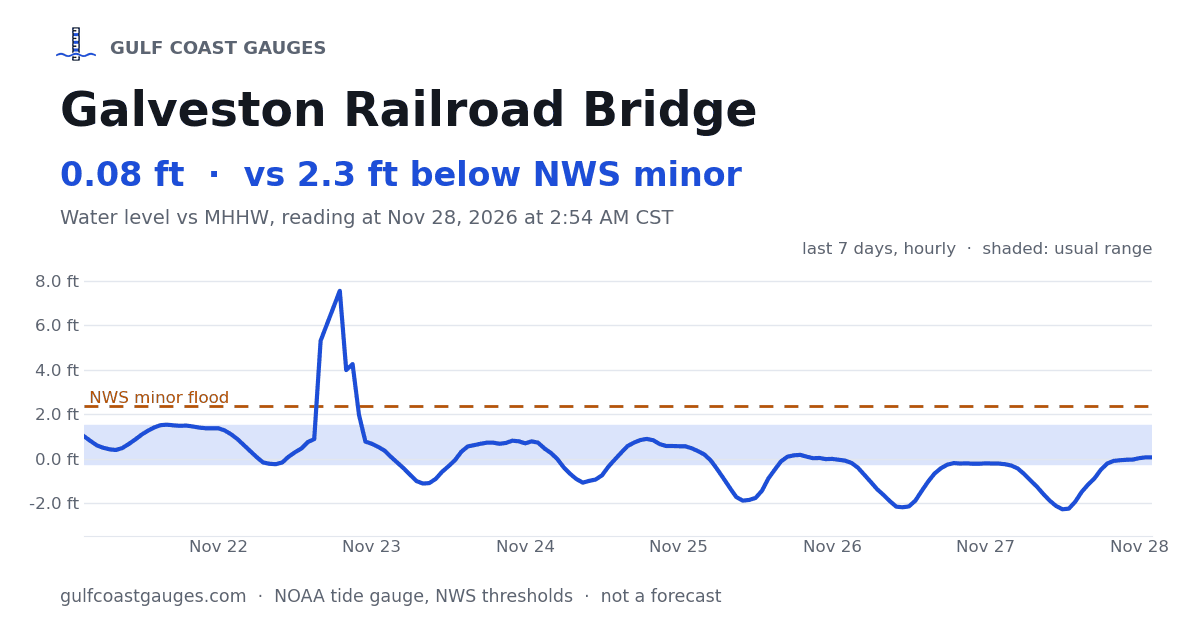 GULF COAST GAUGES
Galveston Railroad Bridge
0.08 ft · vs 2.3 ft below NWS minor
Water level vs MHHW, reading at Nov 28, 2026 at 2:54 AM CST
last 7 days, hourly · shaded: usual range
8.0 ft
6.0 ft
4.0 ft
NWS minor flood
2.0 ft
0.0 ft
-2.0 ft
Nov 22 Nov 23 Nov 24 Nov 25 Nov 26 Nov 27 Nov 28
gulfcoastgauges.com · NOAA tide gauge, NWS thresholds · not a forecast